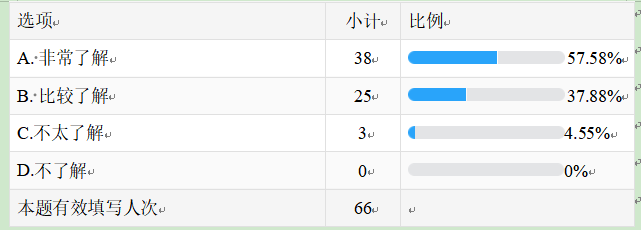 选项 小计 比例
A. 非常了解 38 57.58%
B. 比较了解 25 37.88%
C.不太了解 3 4.55%
D.不了解 0 0%
本题有效填写人次 66